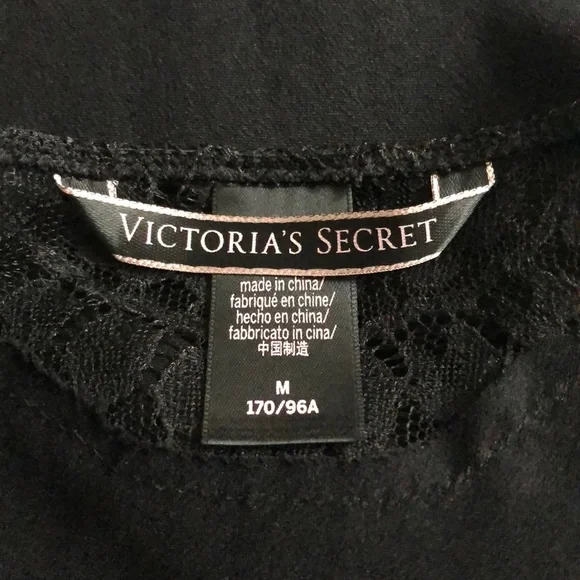 VICTORIA'S SECRET
made in china/
fabriqué en chine/
hecho en china/
fabbricato in cina/
中国制造
M
170/96A